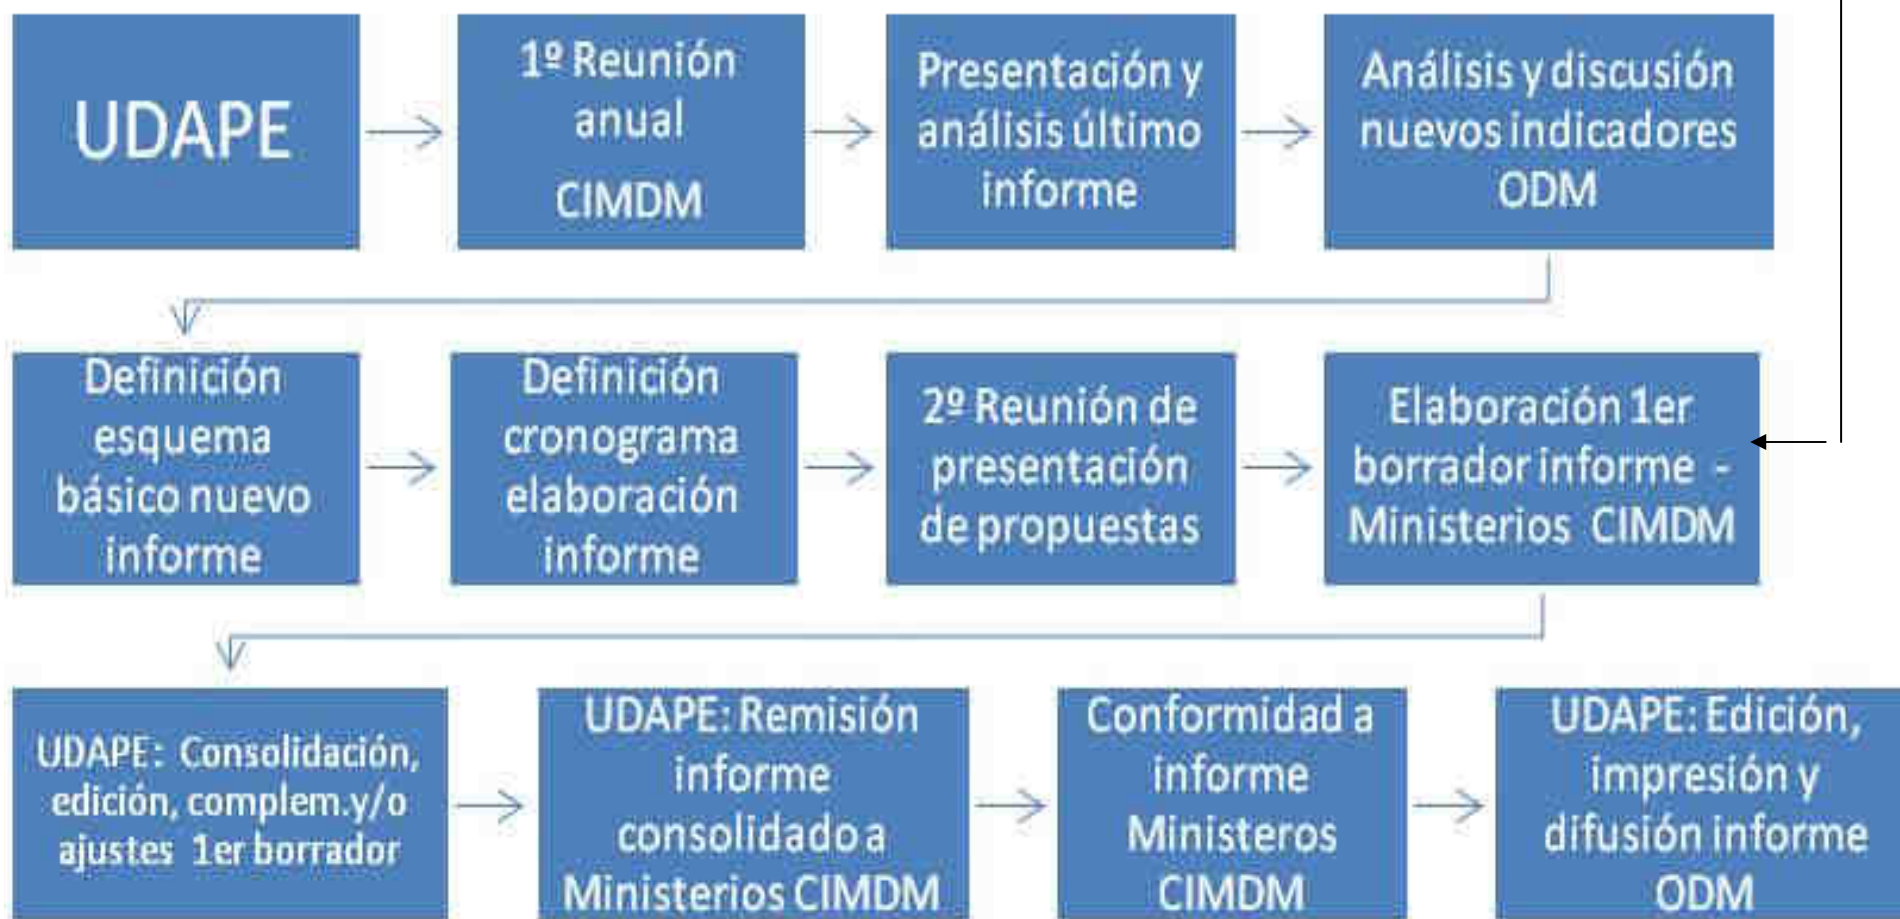 UDAPE
1º Reunión
anual
CIMDM
Presentación y
análisis último
informe
Análisis y discusión
nuevos indicadores
ODM
Definición
esquema
básico nuevo
informe
Definición
cronograma
elaboración
informe
2º Reunión de
presentación
de propuestas
Elaboración 1er
borrador informe -
Ministerios CIMDM
UDAPE: Consolidación,
edición, complem.y/o
ajustes 1er borrador
UDAPE: Remisión
informe
consolidado a
Ministerios CIMDM
Conformidad a
informe
Ministeros
CIMDM
UDAPE: Edición,
impresión y
difusión informe
ODM